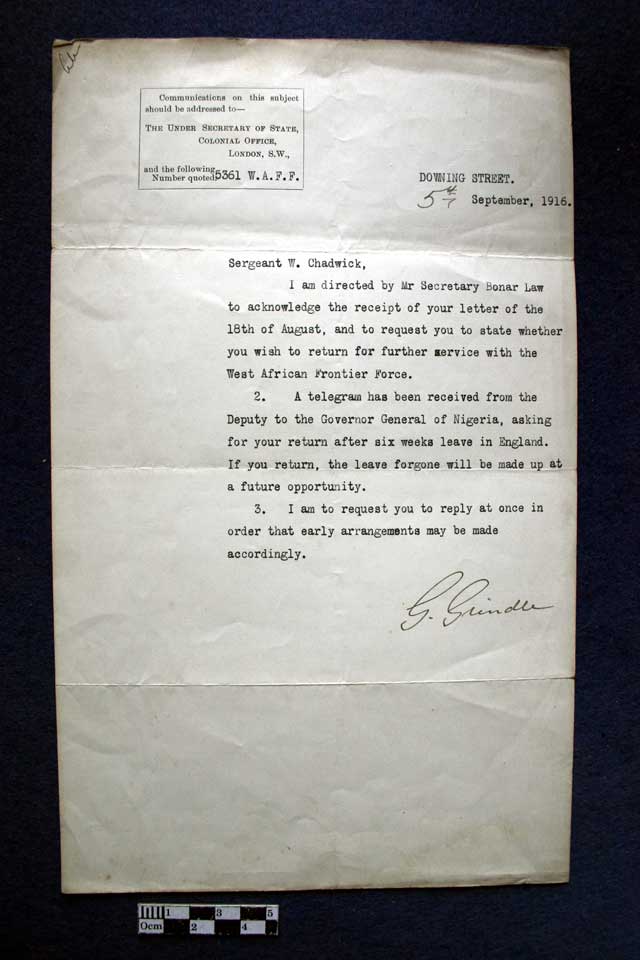 Communications on this subject
should be addressed to—
THE UNDER SECRETARY OF STATE,
COLONIAL OFFICE,
LONDON, S.W.,
and the following
Number quoted: 5361 W.A.F.F.
DOWNING STREET.
5th September, 1916.
Sergeant W. Chadwick,
I am directed by Mr Secretary Bonar Law
to acknowledge the receipt of your letter of the
18th of August, and to request you to state whether
you wish to return for further service with the
West African Frontier Force.
2. A telegram has been received from the
Deputy to the Governor General of Nigeria, asking
for your return after six weeks leave in England.
If you return, the leave forgone will be made up at
a future opportunity.
3. I am to request you to reply at once in
order that early arrangements may be made
accordingly.
G. Grindle
1 3 5
0cm 2 4